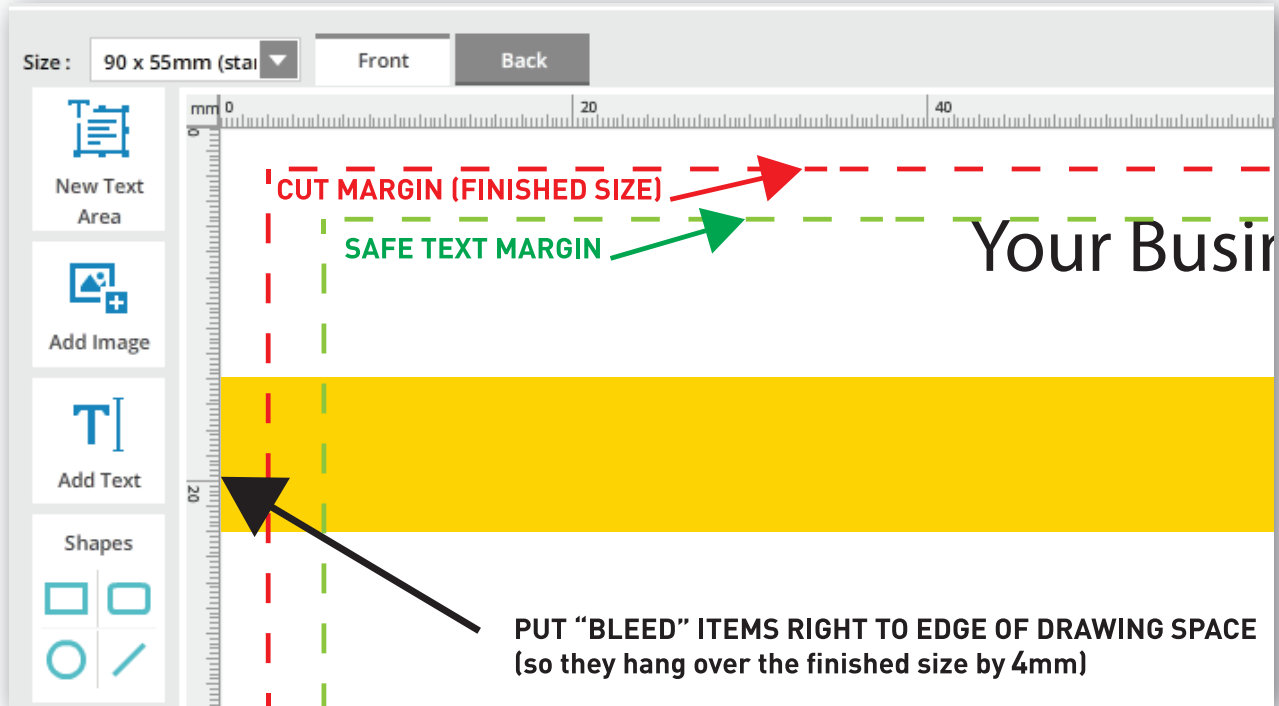 Size : 90 x 55mm (star
Front
Back
mm 0 20 40
0
20
New Text
Area
Add Image
T
Add Text
Shapes
CUT MARGIN (FINISHED SIZE)
SAFE TEXT MARGIN
Your Busin
PUT “BLEED” ITEMS RIGHT TO EDGE OF DRAWING SPACE
(so they hang over the finished size by 4mm)